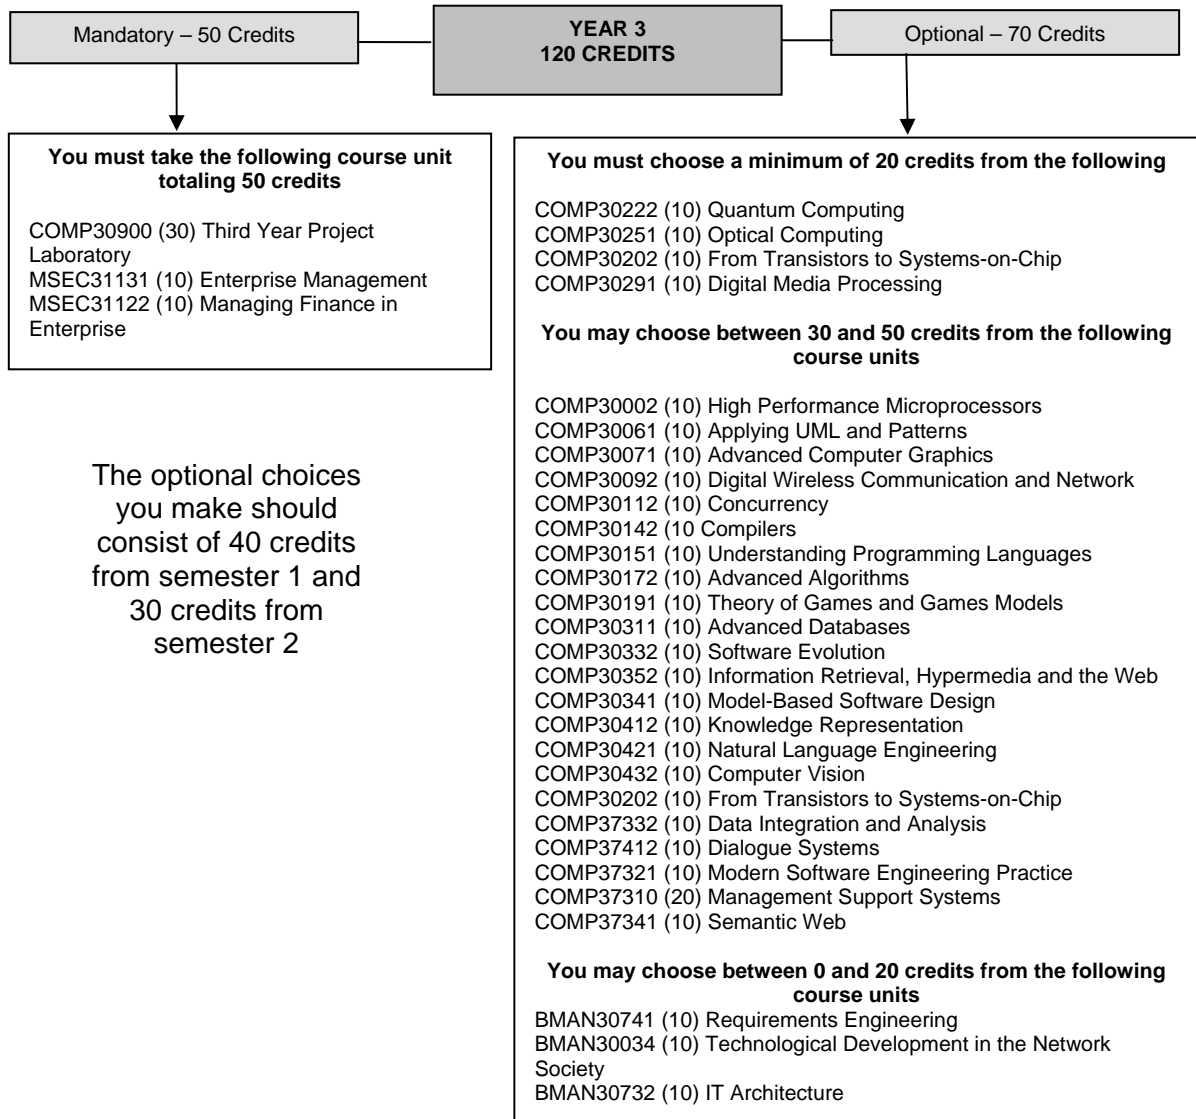 Mandatory – 50 Credits
YEAR 3
120 CREDITS
Optional – 70 Credits
You must take the following course unit
totaling 50 credits
COMP30900 (30) Third Year Project
Laboratory
MSEC31131 (10) Enterprise Management
MSEC31122 (10) Managing Finance in
Enterprise
The optional choices
you make should
consist of 40 credits
from semester 1 and
30 credits from
semester 2
You must choose a minimum of 20 credits from the following
COMP30222 (10) Quantum Computing
COMP30251 (10) Optical Computing
COMP30202 (10) From Transistors to Systems-on-Chip
COMP30291 (10) Digital Media Processing
You may choose between 30 and 50 credits from the following
course units
COMP30002 (10) High Performance Microprocessors
COMP30061 (10) Applying UML and Patterns
COMP30071 (10) Advanced Computer Graphics
COMP30092 (10) Digital Wireless Communication and Network
COMP30112 (10) Concurrency
COMP30142 (10 Compilers
COMP30151 (10) Understanding Programming Languages
COMP30172 (10) Advanced Algorithms
COMP30191 (10) Theory of Games and Games Models
COMP30311 (10) Advanced Databases
COMP30332 (10) Software Evolution
COMP30352 (10) Information Retrieval, Hypermedia and the Web
COMP30341 (10) Model-Based Software Design
COMP30412 (10) Knowledge Representation
COMP30421 (10) Natural Language Engineering
COMP30432 (10) Computer Vision
COMP30202 (10) From Transistors to Systems-on-Chip
COMP37332 (10) Data Integration and Analysis
COMP37412 (10) Dialogue Systems
COMP37321 (10) Modern Software Engineering Practice
COMP37310 (20) Management Support Systems
COMP37341 (10) Semantic Web
You may choose between 0 and 20 credits from the following
course units
BMAN30741 (10) Requirements Engineering
BMAN30034 (10) Technological Development in the Network
Society
BMAN30732 (10) IT Architecture